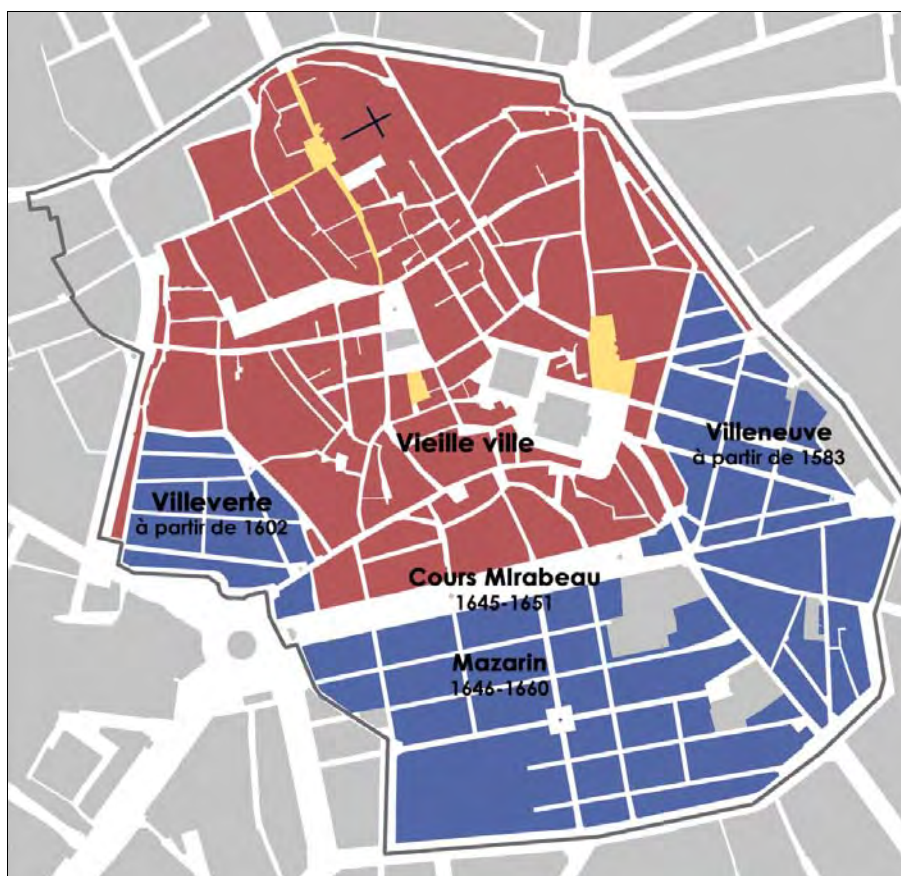 Vieille ville
Villeneuve
à partir de 1583
Villeverte
à partir de 1602
Cours MIrabeau
1645-1651
Mazarin
1646-1660